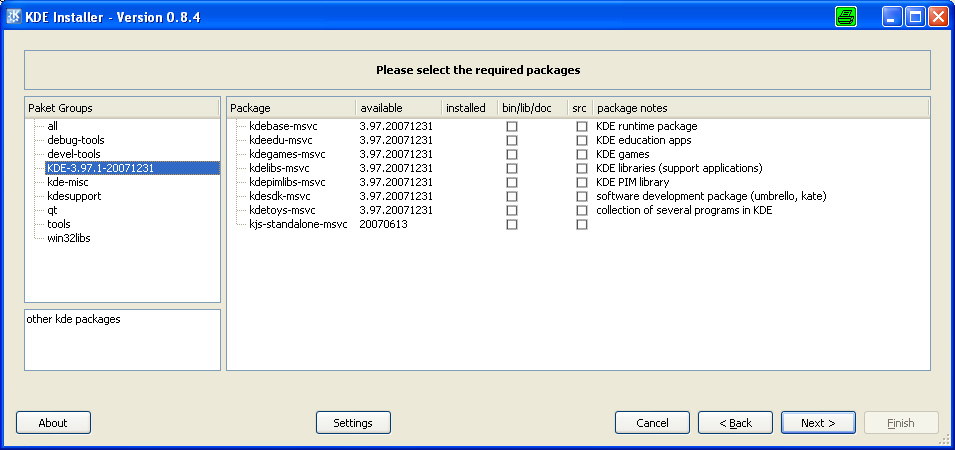 KDE Installer - Version 0.8.4
Please select the required packages
Paket Groups
all
debug-tools
devel-tools
KDE-3.97.1-20071231
kde-misc
kdesupport
qt
tools
win32libs
other kde packages
Package available installed bin/lib/doc src package notes
kdebase-msvc 3.97.20071231 KDE runtime package
kdeedu-msvc 3.97.20071231 KDE education apps
kdegames-msvc 3.97.20071231 KDE games
kdelibs-msvc 3.97.20071231 KDE libraries (support applications)
kdepimlibs-msvc 3.97.20071231 KDE PIM library
kdesdk-msvc 3.97.20071231 software development package (umbrello, kate)
kdetoys-msvc 3.97.20071231 collection of several programs in KDE
kjs-standalone-msvc 20070613
About Settings Cancel < Back Next > Finish